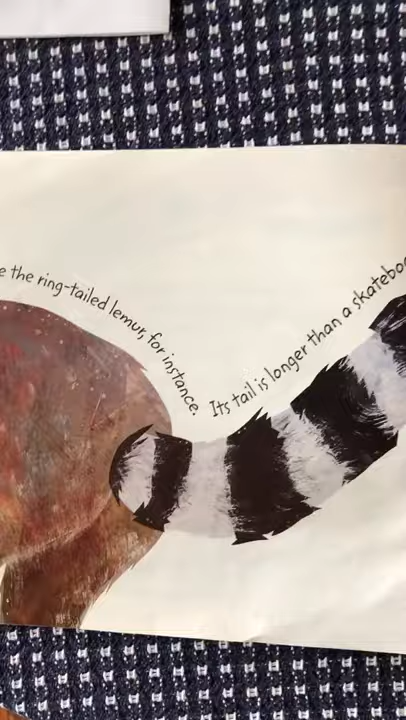 the ring-tailed lemur, for instance.
Its tail is longer than a